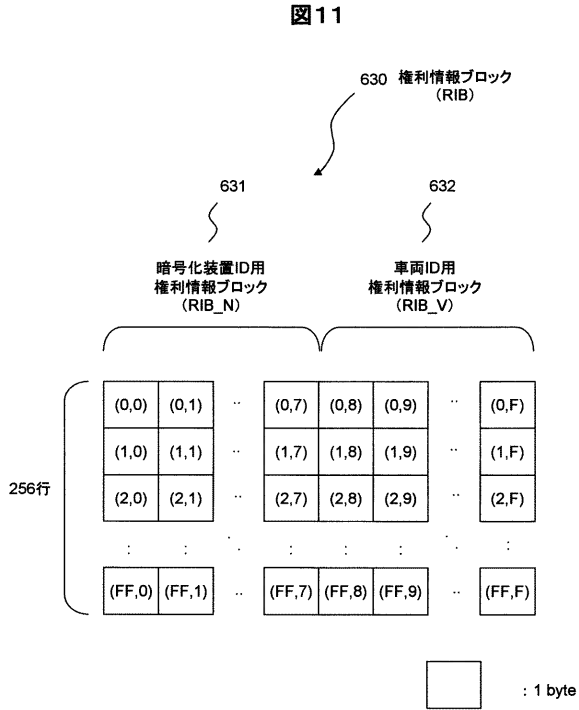 図11
630 権利情報ブロック
(RIB)
631
632
暗号化装置ID用
権利情報ブロック
(RIB_N)
車両ID用
権利情報ブロック
(RIB_V)
256行
(0,0) (0,1) ‥ (0,7) (0,8) (0,9) ‥ (0,F)
(1,0) (1,1) ‥ (1,7) (1,8) (1,9) ‥ (1,F)
(2,0) (2,1) ‥ (2,7) (2,8) (2,9) ‥ (2,F)
(FF,0) (FF,1) ‥ (FF,7) (FF,8) (FF,9) ‥ (FF,F)
: 1 byte